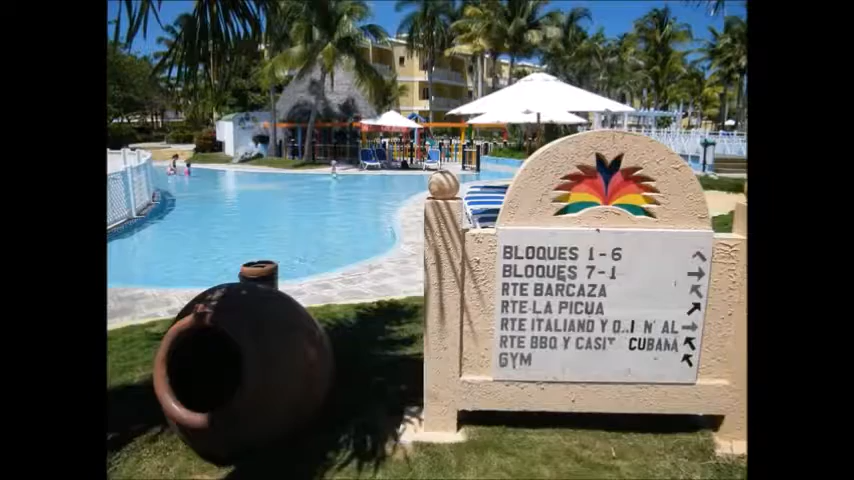 BLOQUES 1-6
BLOQUES 7-1
RTE BARCAZA
RTE LA PICUA
RTE ITALIANO Y
RTE BBQ Y CUBANA
GYM